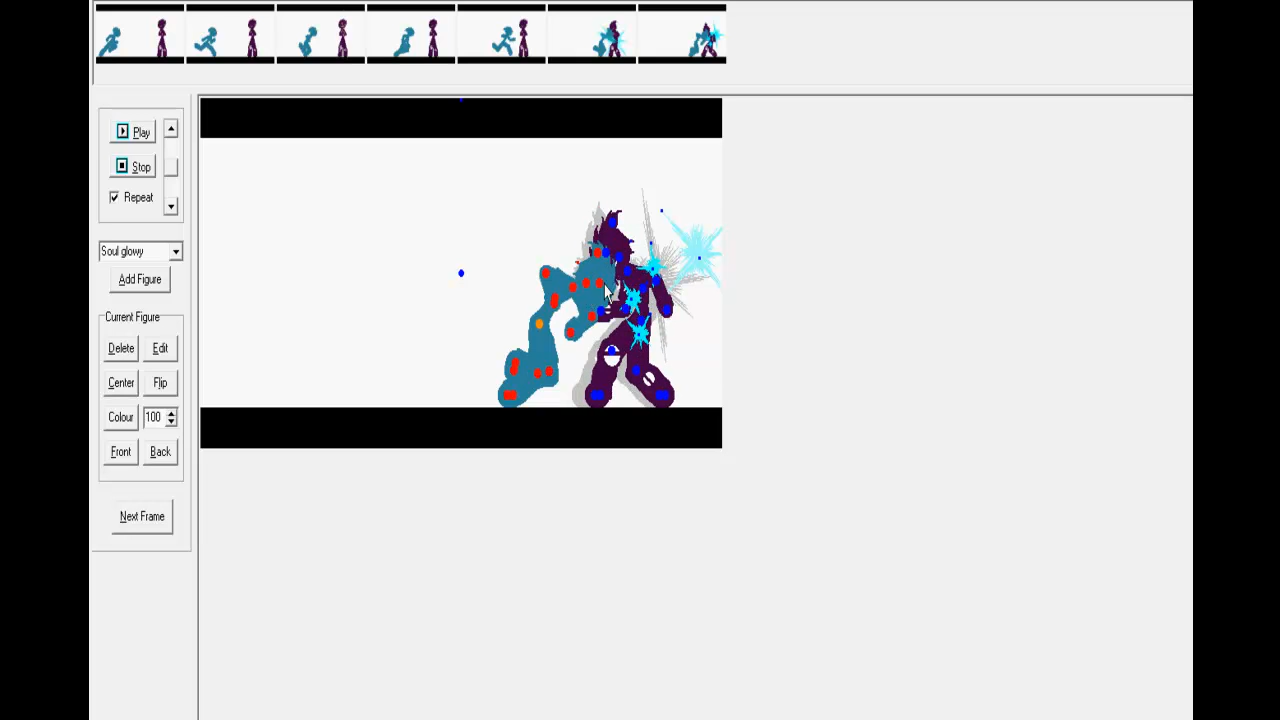 Play
Stop
Repeat
Soul glowy
Add Figure
Current Figure
Delete Edit
Center Flip
Colour 100
Front Back
Next Frame